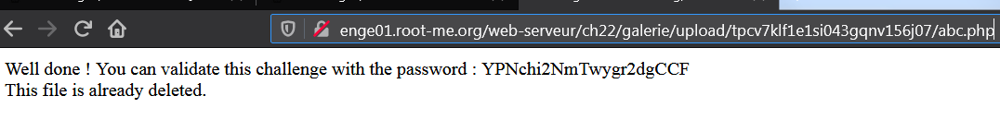 enge01.root-me.org/web-serveur/ch22/galerie/upload/tpcv7klf1e1si043gqnv156j07/abc.php
Well done ! You can validate this challenge with the password : YPNchi2NmTwygr2dgCCF
This file is already deleted.